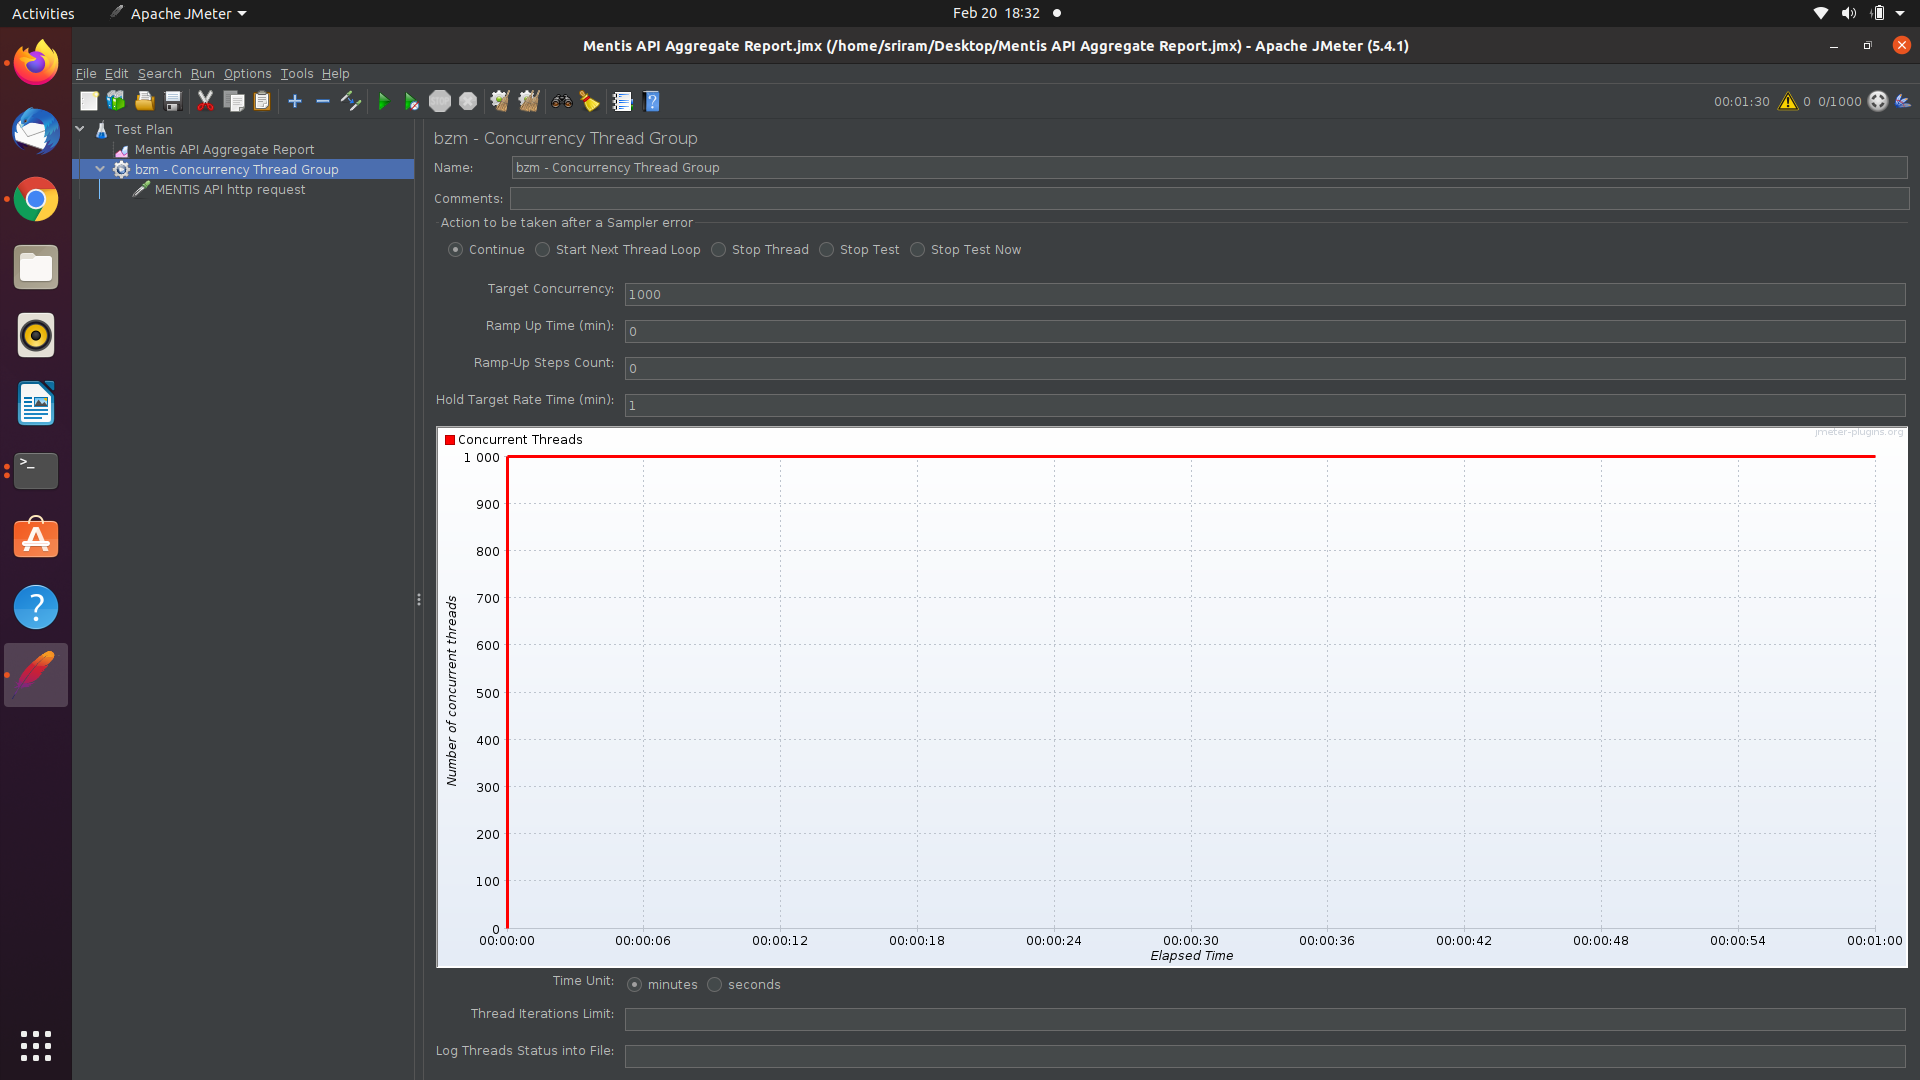 Activities Apache JMeter Feb 20 18:32
Mentis API Aggregate Report.jmx (/home/sriram/Desktop/Mentis API Aggregate Report.jmx) - Apache JMeter (5.4.1)
File Edit Search Run Options Tools Help
STOP 00:01:30 0 0/1000
Test Plan
Mentis API Aggregate Report
bzm - Concurrency Thread Group
MENTIS API http request
bzm - Concurrency Thread Group
Name: bzm - Concurrency Thread Group
Comments:
Action to be taken after a Sampler error
Continue Start Next Thread Loop Stop Thread Stop Test Stop Test Now
Target Concurrency: 1000
Ramp Up Time (min): 0
Ramp-Up Steps Count: 0
Hold Target Rate Time (min): 1
Concurrent Threads
jmeter-plugins.org
1 000
900
800
700
600
500
400
300
200
100
0
Number of concurrent threads
00:00:00 00:00:06 00:00:12 00:00:18 00:00:24 00:00:30 00:00:36 00:00:42 00:00:48 00:00:54 00:01:00
Elapsed Time
Time Unit: minutes seconds
Thread Iterations Limit:
Log Threads Status into File: